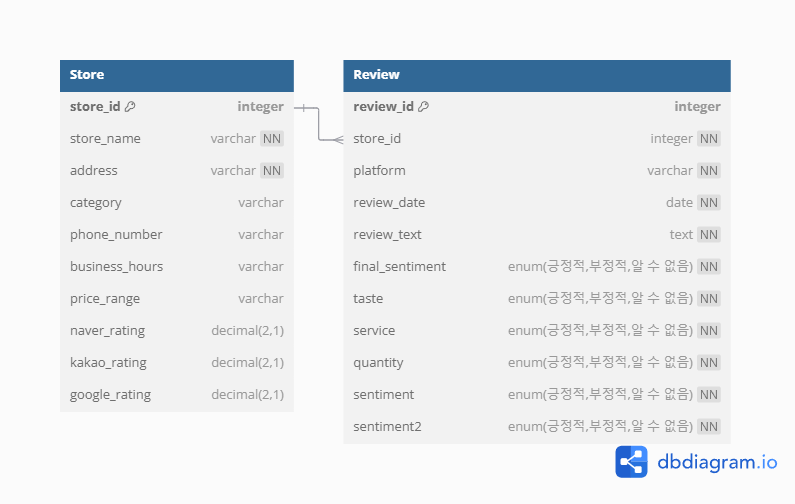 Store
store_id integer
store_name varchar NN
address varchar NN
category varchar
phone_number varchar
business_hours varchar
price_range varchar
naver_rating decimal(2,1)
kakao_rating decimal(2,1)
google_rating decimal(2,1)
Review
review_id integer
store_id integer NN
platform varchar NN
review_date date NN
review_text text NN
final_sentiment enum(긍정적,부정적,알 수 없음) NN
taste enum(긍정적,부정적,알 수 없음) NN
service enum(긍정적,부정적,알 수 없음) NN
quantity enum(긍정적,부정적,알 수 없음) NN
sentiment enum(긍정적,부정적,알 수 없음) NN
sentiment2 enum(긍정적,부정적,알 수 없음) NN
dbdiagram.io